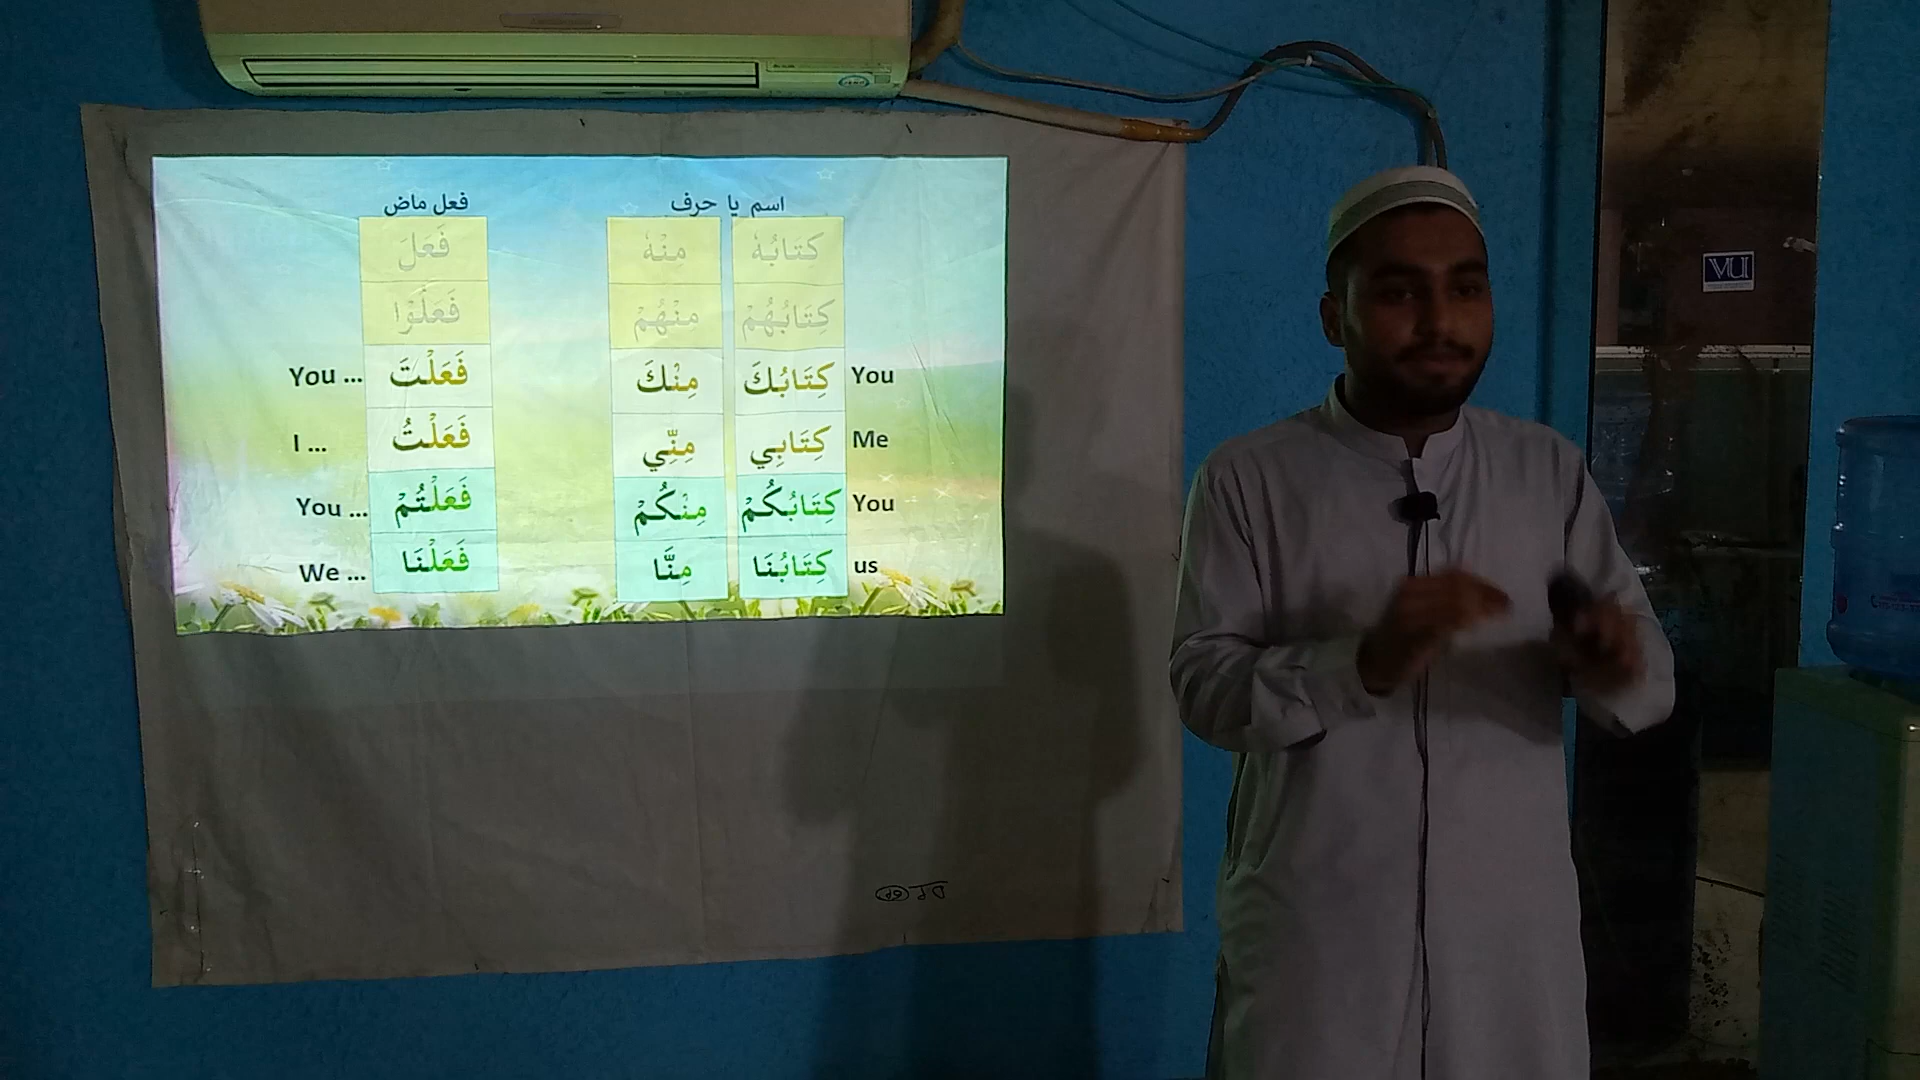 فعل ماض
اسم یا حرف
فَعَلَ
مِنْهُ كِتَابُهٗ
فَعَلُوْا
مِنْهُمْ كِتَابُهُمْ
You ... فَعَلْتَ
مِنْكَ كِتَابُكَ You
I ... فَعَلْتُ
مِنِّي كِتَابِي Me
You ... فَعَلْتُمْ
مِنْكُمْ كِتَابُكُمْ You
We ... فَعَلْنَا
مِنَّا كِتَابُنَا us
VU